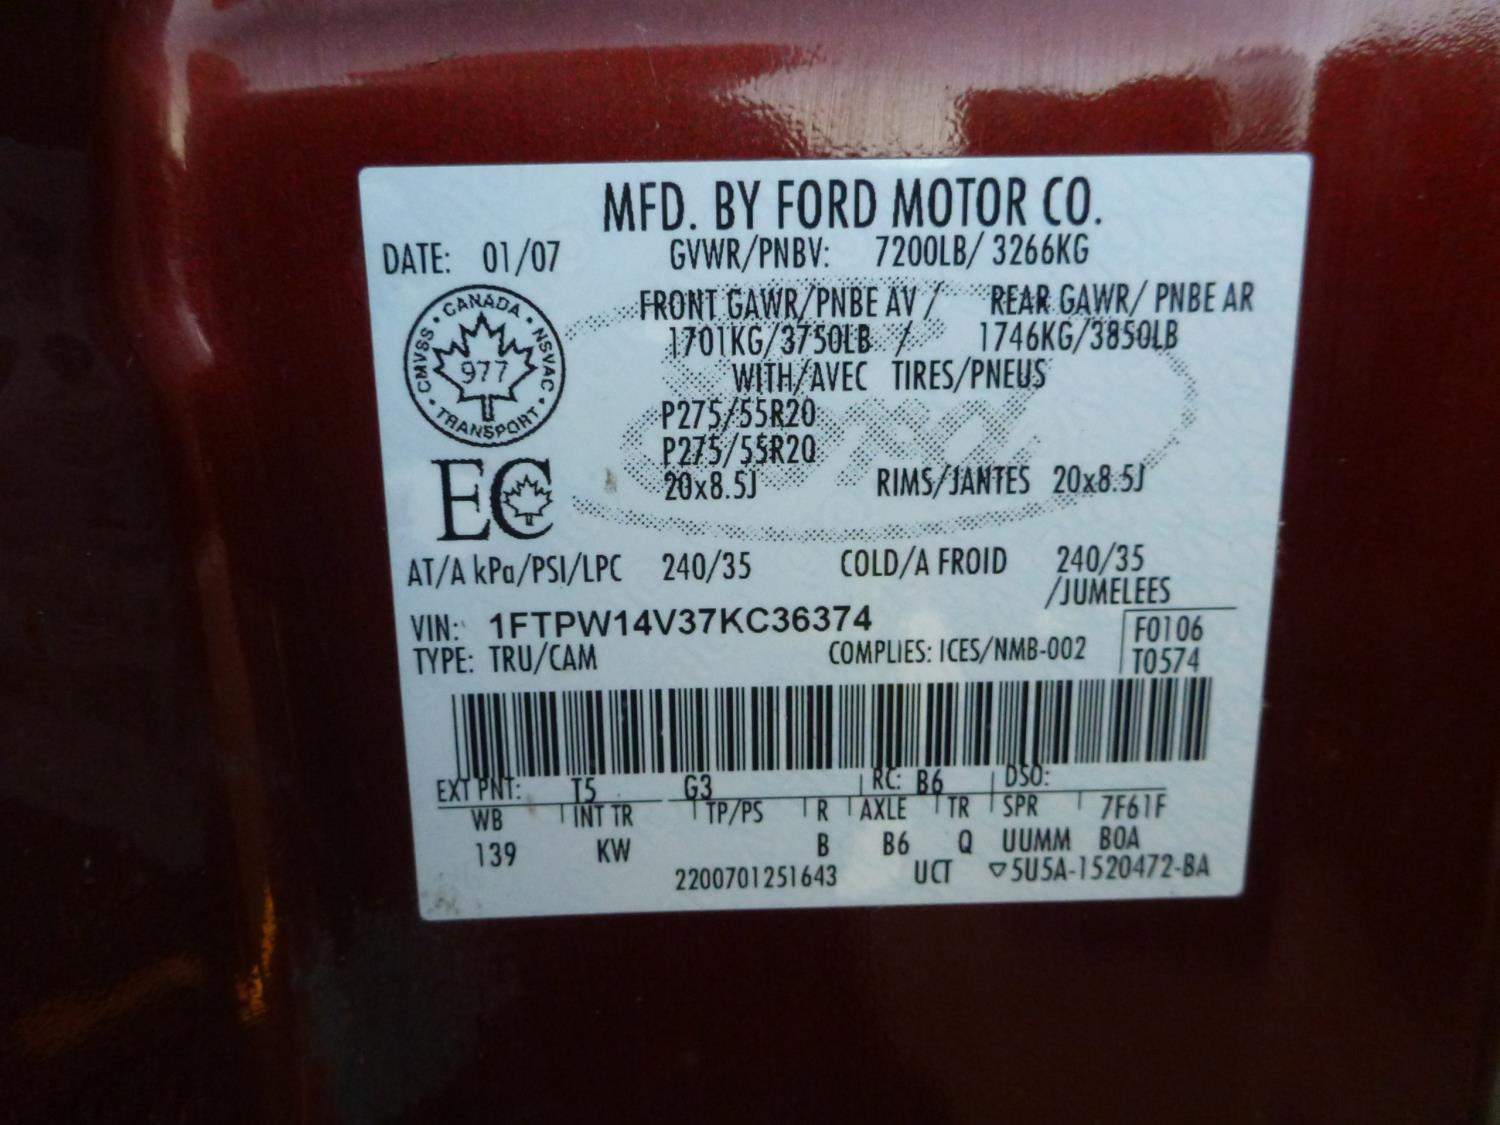 MFD. BY FORD MOTOR CO.
DATE: 01/07 GVWR/PNBV: 7200LB/ 3266KG
FRONT GAWR/PNBE AV / REAR GAWR/ PNBE AR
1701KG/3750LB / 1746KG/3850LB
WITH/AVEC TIRES/PNEUS
P275/55R20
P275/55R20
20x8.5J RIMS/JANTES 20x8.5J
CANADA • NSVAC • TRANSPORT • CMVSS •
977
EC
Ford
AT/A kPa/PSI/LPC 240/35 COLD/A FROID 240/35
/JUMELEES
VIN: 1FTPW14V37KC36374 F0106
TYPE: TRU/CAM COMPLIES: ICES/NMB-002 T0574
EXT PNT: T5 G3 RC: B6 DSO:
WB INT TR TP/PS R AXLE TR SPR 7F61F
139 KW B B6 Q UUMM BOA
2200701251643 UCT ▽5U5A-1520472-BA